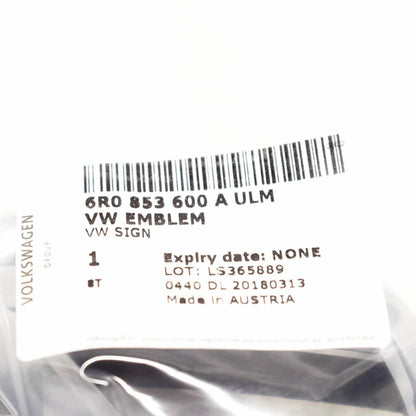 6R0 853 600 A ULM
VW EMBLEM
VW SIGN
1
Expiry date: NONE
LOT: LS365889
ST
0440 DL 20180313
Made in AUSTRIA
VOLKSWAGEN
GROUP